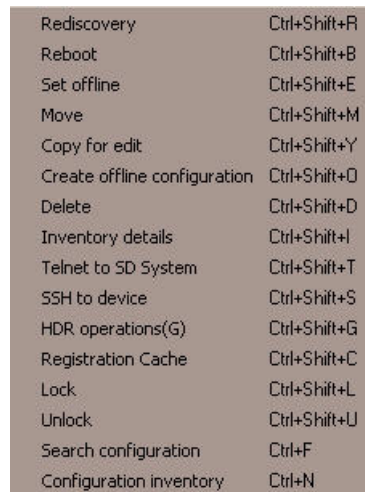 Rediscovery Ctrl+Shift+R
Reboot Ctrl+Shift+B
Set offline Ctrl+Shift+E
Move Ctrl+Shift+M
Copy for edit Ctrl+Shift+Y
Create offline configuration Ctrl+Shift+O
Delete Ctrl+Shift+D
Inventory details Ctrl+Shift+I
Telnet to SD System Ctrl+Shift+T
SSH to device Ctrl+Shift+S
HDR operations(G) Ctrl+Shift+G
Registration Cache Ctrl+Shift+C
Lock Ctrl+Shift+L
Unlock Ctrl+Shift+U
Search configuration Ctrl+F
Configuration inventory Ctrl+N